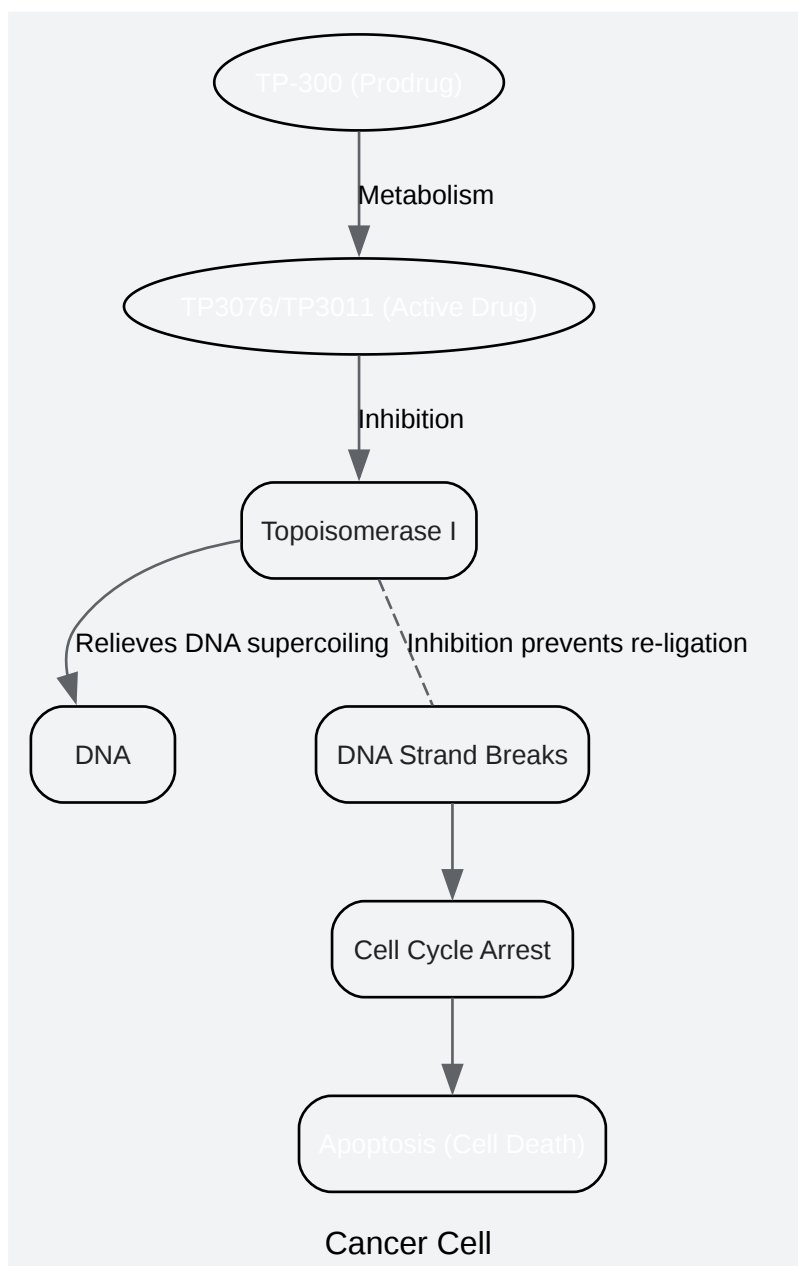 TP-300 (Prodrug)
Metabolism
TP3076/TP3011 (Active Drug)
Inhibition
Topoisomerase I
Relieves DNA supercoiling
Inhibition prevents re-ligation
DNA
DNA Strand Breaks
Cell Cycle Arrest
Apoptosis (Cell Death)
Cancer Cell